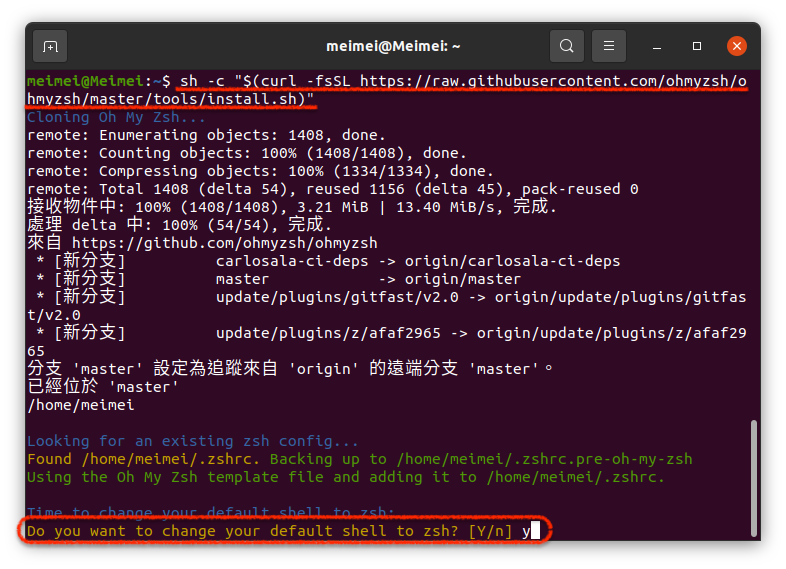 meimei@Meimei: ~
meimei@Meimei:~$ sh -c "$(curl -fsSL https://raw.githubusercontent.com/ohmyzsh/o
hmyzsh/master/tools/install.sh)"
Cloning Oh My Zsh...
remote: Enumerating objects: 1408, done.
remote: Counting objects: 100% (1408/1408), done.
remote: Compressing objects: 100% (1334/1334), done.
remote: Total 1408 (delta 54), reused 1156 (delta 45), pack-reused 0
接收物件中: 100% (1408/1408), 3.21 MiB | 13.40 MiB/s, 完成.
處理 delta 中: 100% (54/54), 完成.
來自 https://github.com/ohmyzsh/ohmyzsh
 * [新分支]          carlosala-ci-deps -> origin/carlosala-ci-deps
 * [新分支]          master            -> origin/master
 * [新分支]          update/plugins/gitfast/v2.0 -> origin/update/plugins/gitfas
t/v2.0
 * [新分支]          update/plugins/z/afaf2965 -> origin/update/plugins/z/afaf29
65
分支 'master' 設定為追蹤來自 'origin' 的遠端分支 'master'。
已經位於 'master'
/home/meimei
Looking for an existing zsh config...
Found /home/meimei/.zshrc. Backing up to /home/meimei/.zshrc.pre-oh-my-zsh
Using the Oh My Zsh template file and adding it to /home/meimei/.zshrc.
Time to change your default shell to zsh:
Do you want to change your default shell to zsh? [Y/n] y